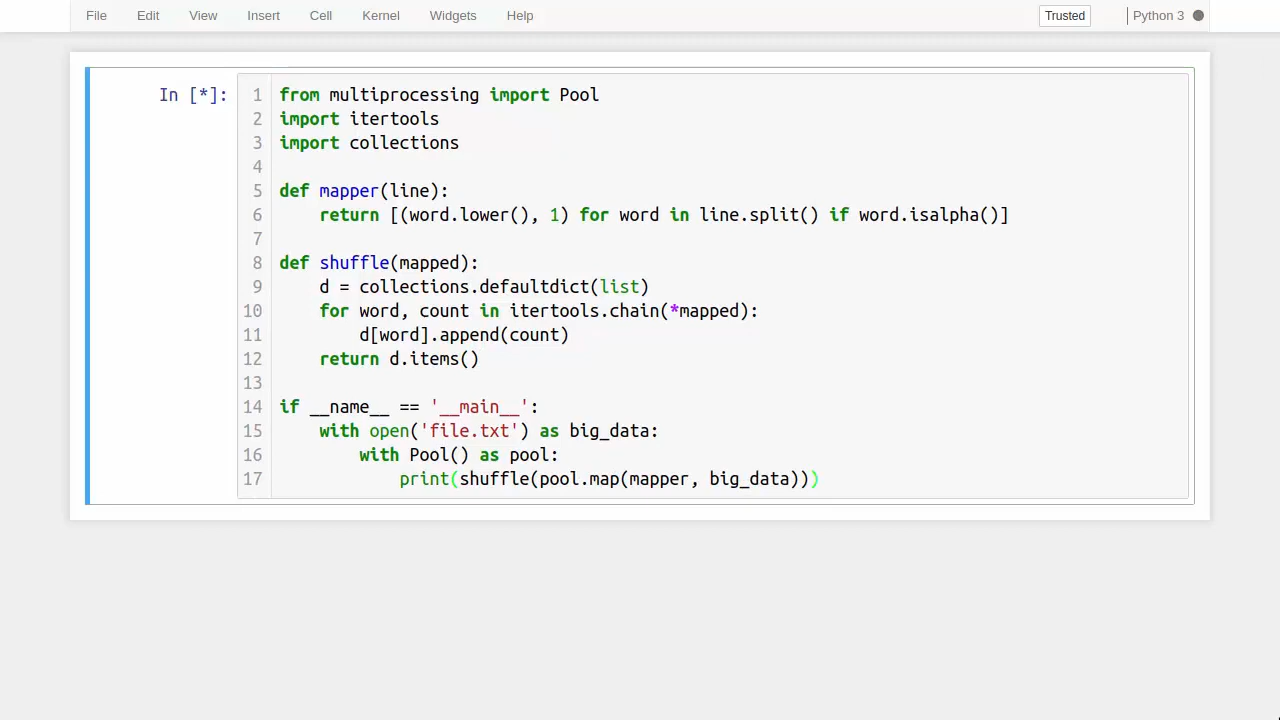 File Edit View Insert Cell Kernel Widgets Help Trusted Python 3
In [*]:
1 from multiprocessing import Pool
2 import itertools
3 import collections
4
5 def mapper(line):
6     return [(word.lower(), 1) for word in line.split() if word.isalpha()]
7
8 def shuffle(mapped):
9     d = collections.defaultdict(list)
10     for word, count in itertools.chain(*mapped):
11         d[word].append(count)
12     return d.items()
13
14 if __name__ == '__main__':
15     with open('file.txt') as big_data:
16         with Pool() as pool:
17             print(shuffle(pool.map(mapper, big_data)))